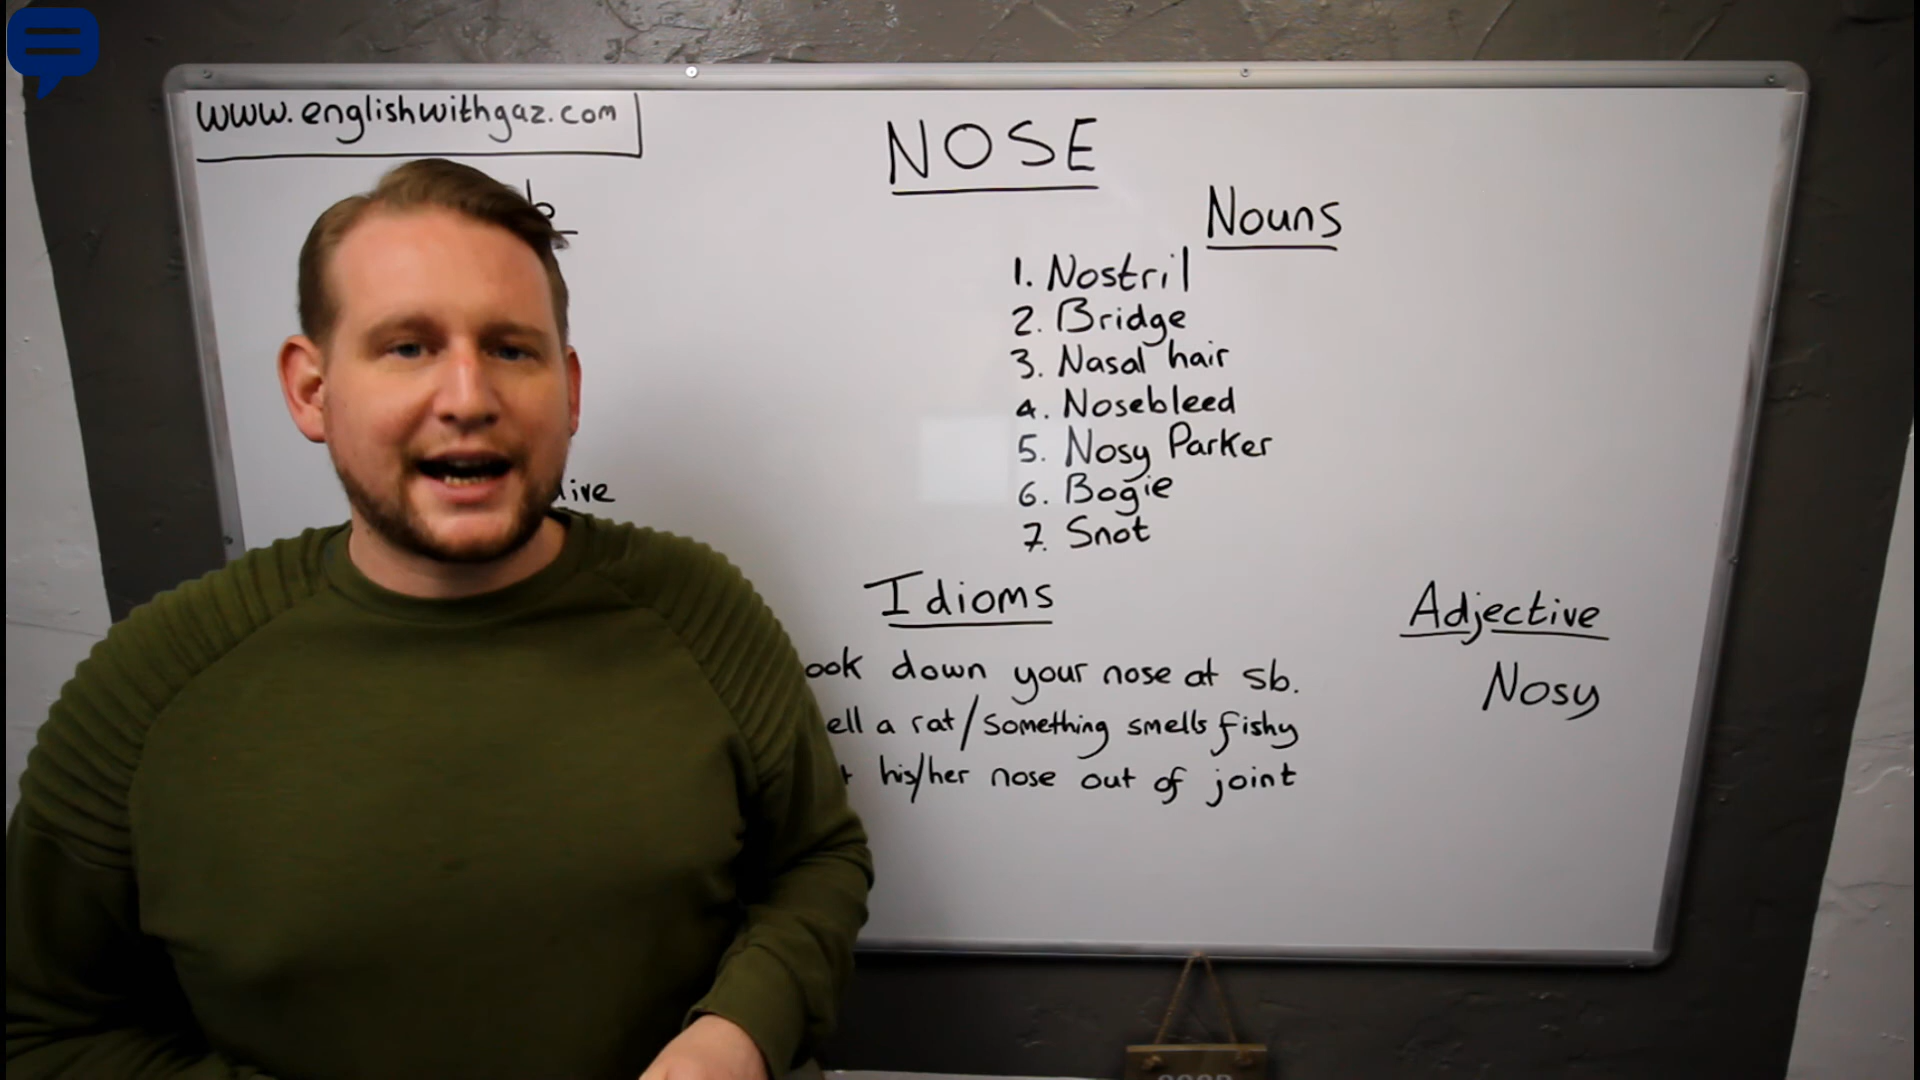 www.englishwithgaz.com
NOSE
Nouns
1. Nostril
2. Bridge
3. Nasal hair
4. Nosebleed
5. Nosy Parker
6. Bogie
7. Snot
Idioms
down your nose at sb.
a rat/something smells fishy
his/her nose out of joint
Adjective
Nosy